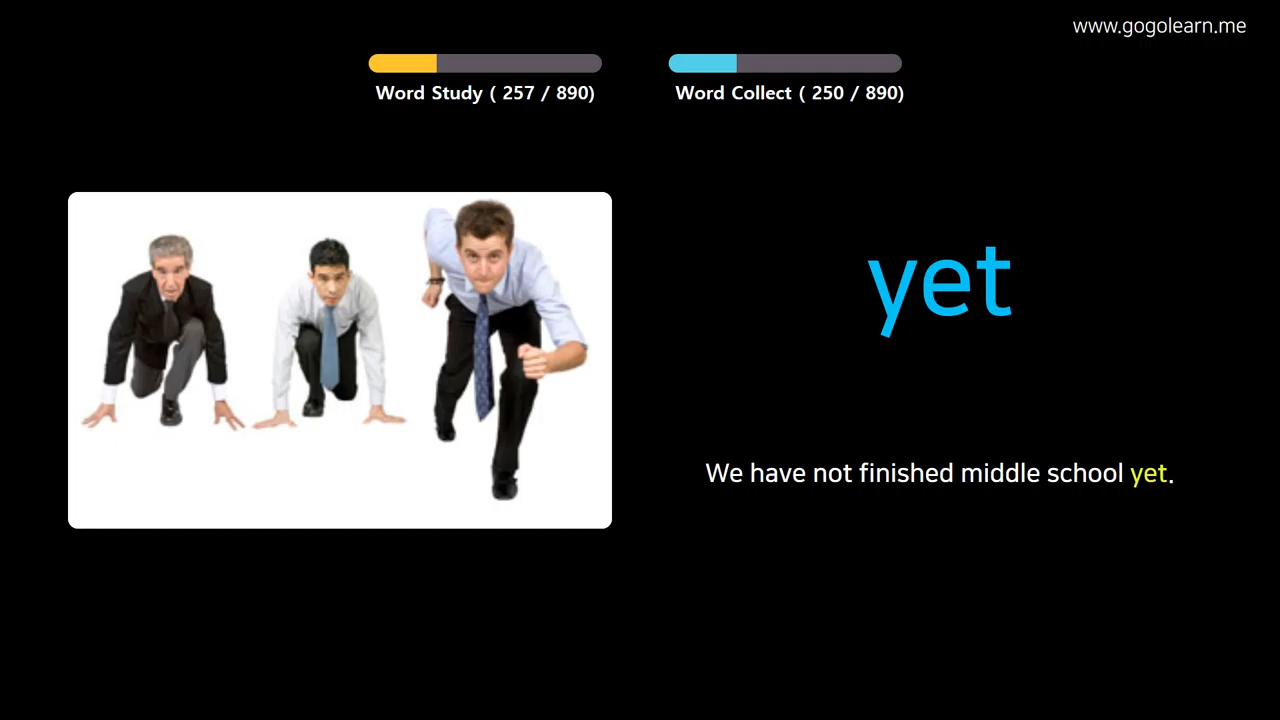 www.gogolearn.me
Word Study ( 257 / 890)
Word Collect ( 250 / 890)
yet
We have not finished middle school yet.